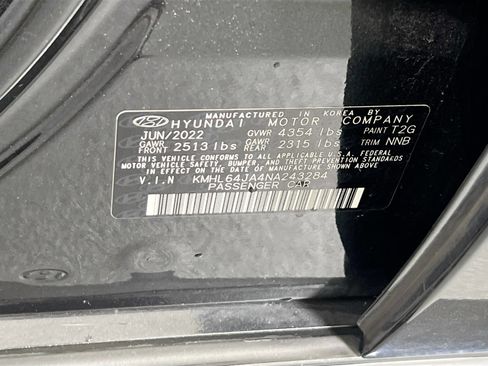 MANUFACTURED IN KOREA BY
HYUNDAI MOTOR COMPANY
JUN/2022 GVWR 4354 lbs PAINT T2G
GAWR FRONT 2513 lbs GAWR REAR 2315 lbs TRIM NNB
THIS VEHICLE CONFORMS TO ALL APPLICABLE U.S.A. FEDERAL
MOTOR VEHICLE SAFETY, BUMPER, AND THEFT PREVENTION STANDARDS
IN EFFECT ON THE DATE OF MANUFACTURE SHOWN ABOVE.
V.I.N KMHL64JA4NA243284
PASSENGER CAR